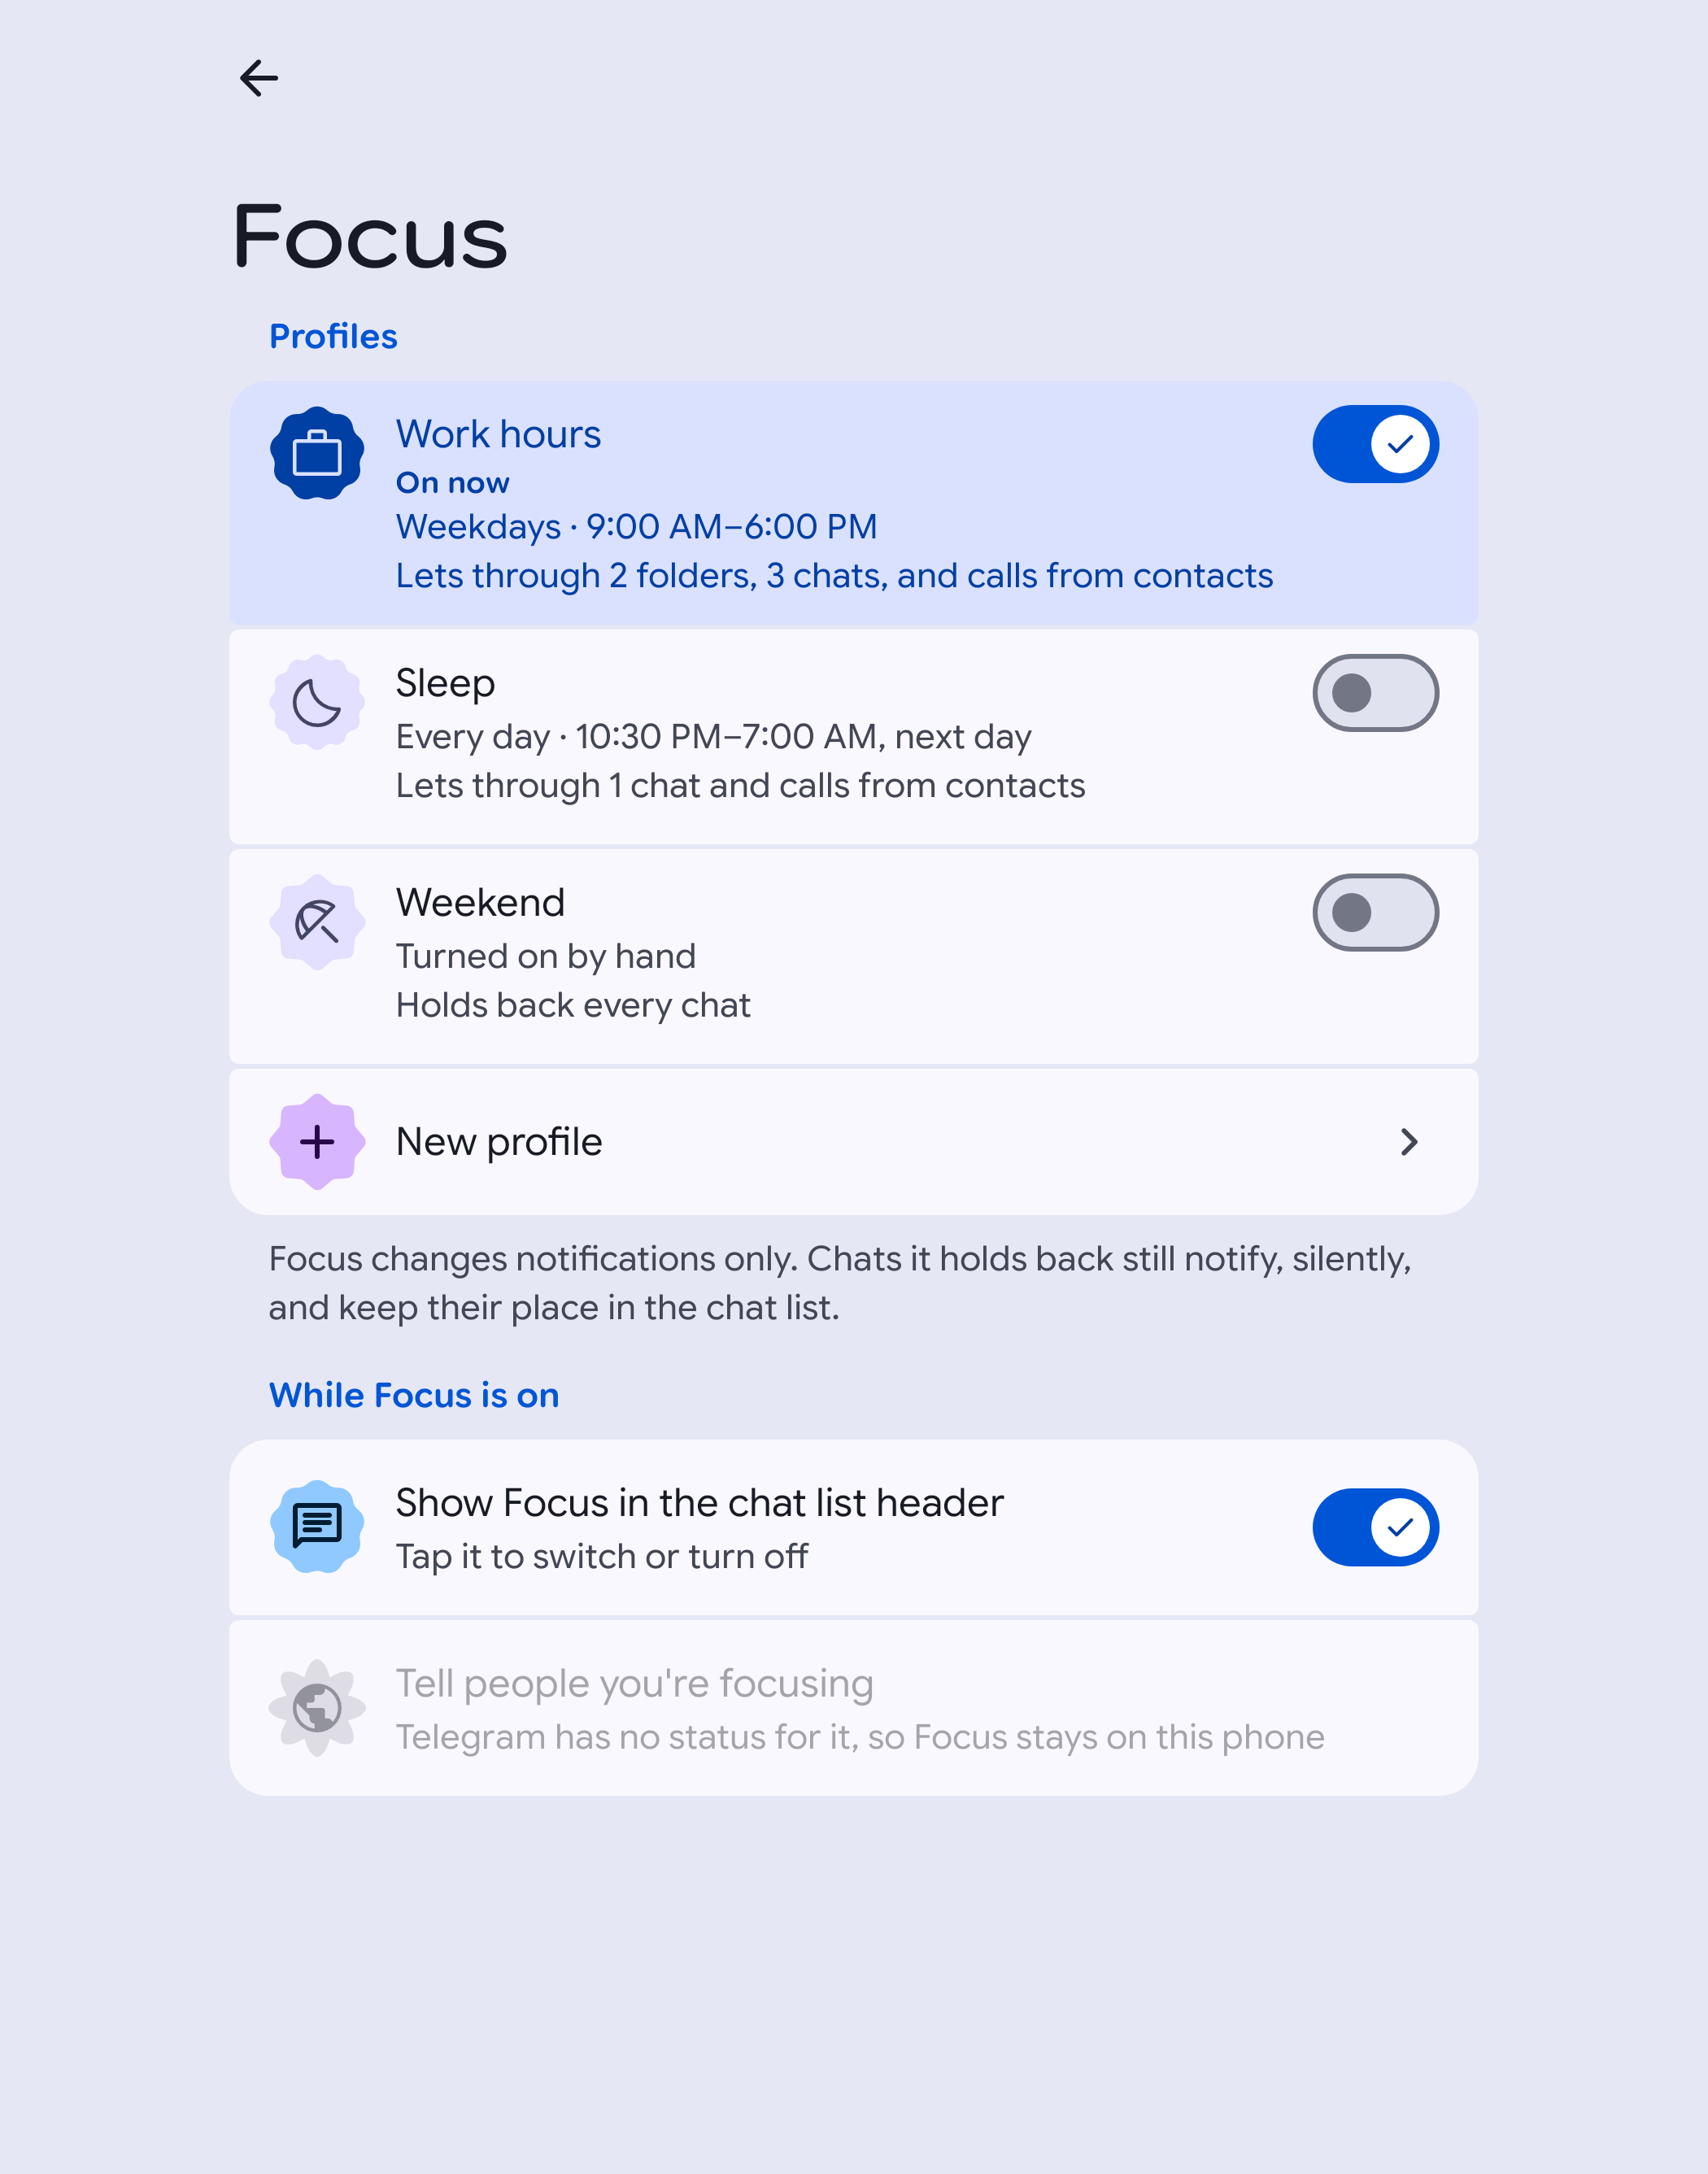 Focus
Profiles
Work hours
On now
Weekdays · 9:00 AM–6:00 PM
Lets through 2 folders, 3 chats, and calls from contacts
Sleep
Every day · 10:30 PM–7:00 AM, next day
Lets through 1 chat and calls from contacts
Weekend
Turned on by hand
Holds back every chat
New profile
Focus changes notifications only. Chats it holds back still notify, silently,
and keep their place in the chat list.
While Focus is on
Show Focus in the chat list header
Tap it to switch or turn off
Tell people you're focusing
Telegram has no status for it, so Focus stays on this phone